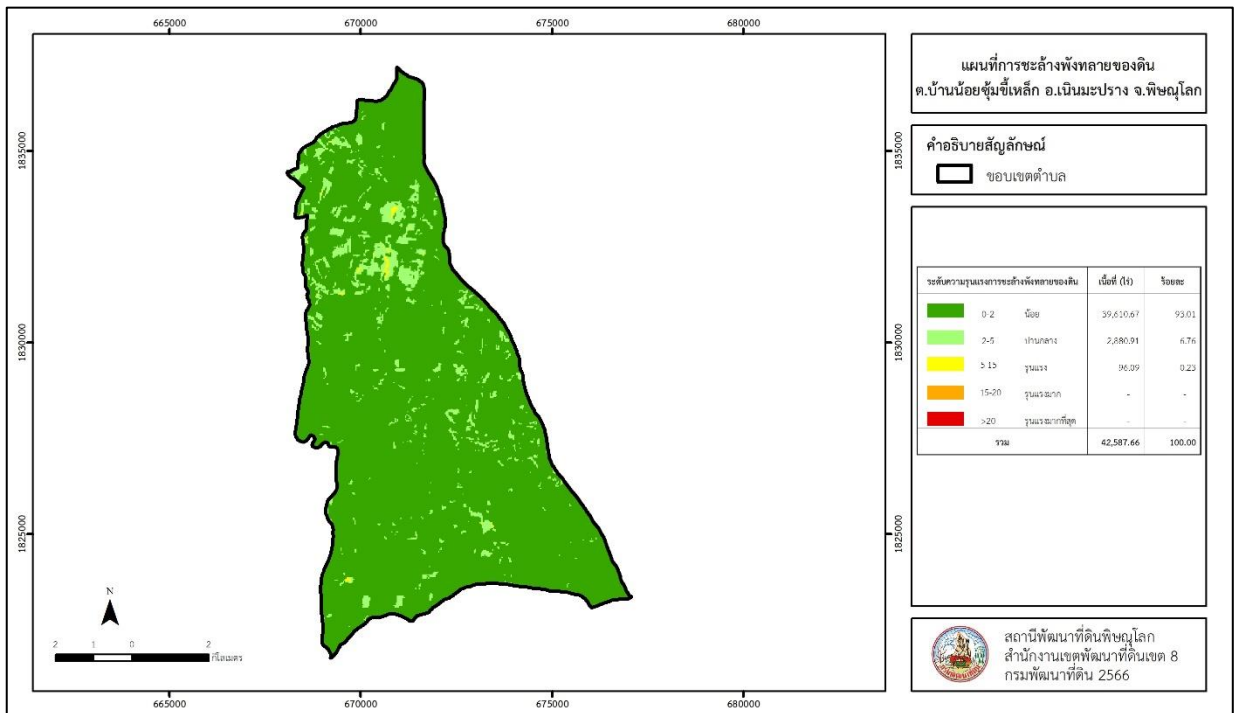 665000 670000 675000 680000
แผนที่การชะล้างพังทลายของดิน
ต.บ้านน้อยซุ้มขี้เหล็ก อ.เนินมะปราง จ.พิษณุโลก
คำอธิบายสัญลักษณ์
ขอบเขตตำบล
1835000 1835000
1830000 1830000
1825000 1825000
ระดับความรุนแรงการชะล้างพังทลายของดิน เนื้อที่ (ไร่) ร้อยละ
0-2 น้อย 39,610.67 93.01
2-5 ปานกลาง 2,880.91 6.76
5-15 รุนแรง 96.09 0.23
15-20 รุนแรงมาก - -
>20 รุนแรงมากที่สุด - -
รวม 42,587.66 100.00
N
2 1 0 2
กิโลเมตร
สถานีพัฒนาที่ดินพิษณุโลก
สำนักงานเขตพัฒนาที่ดินเขต 8
กรมพัฒนาที่ดิน 2566
665000 670000 675000 680000